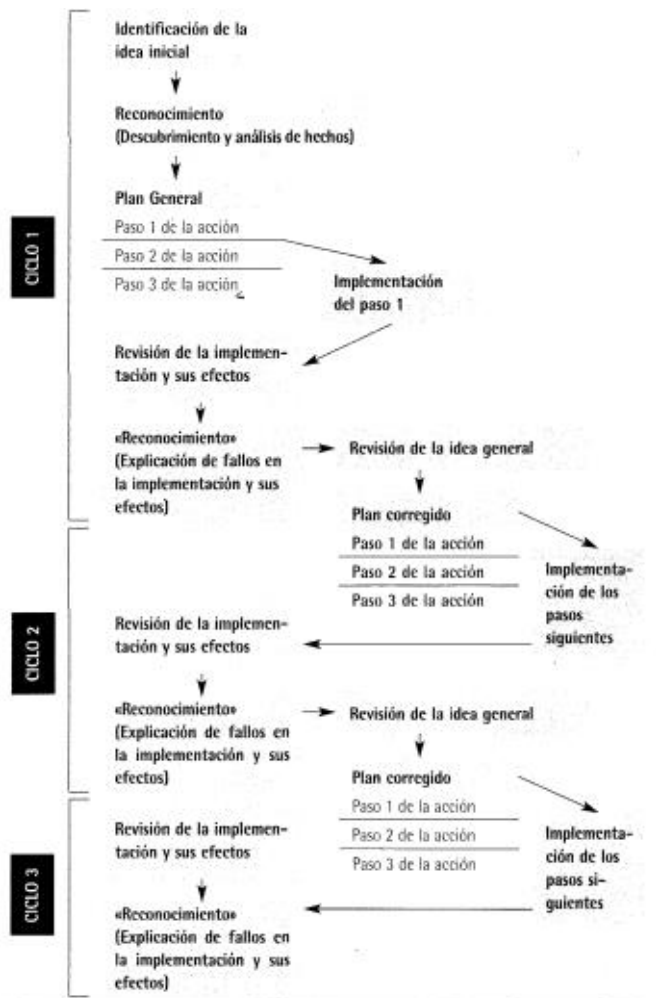 Identificación de la
idea inicial
Reconocimiento
(Descubrimiento y análisis de hechos)
Plan General
Paso 1 de la acción
Paso 2 de la acción
Paso 3 de la acción
CICLO 1
Implementación
del paso 1
Revisión de la implemen-
tación y sus efectos
«Reconocimiento»
(Explicación de fallos en
la implementación y sus
efectos)
Revisión de la idea general
Plan corregido
Paso 1 de la acción
Paso 2 de la acción
Paso 3 de la acción
Implementa-
ción de los
pasos
siguientes
CICLO 2
Revisión de la implemen-
tación y sus efectos
«Reconocimiento»
(Explicación de fallos en
la implementación y sus
efectos)
Revisión de la idea general
Plan corregido
Paso 1 de la acción
Paso 2 de la acción
Paso 3 de la acción
Implementa-
ción de los
pasos si-
guientes
CICLO 3
Revisión de la implemen-
tación y sus efectos
«Reconocimiento»
(Explicación de fallos en
la implementación y sus
efectos)